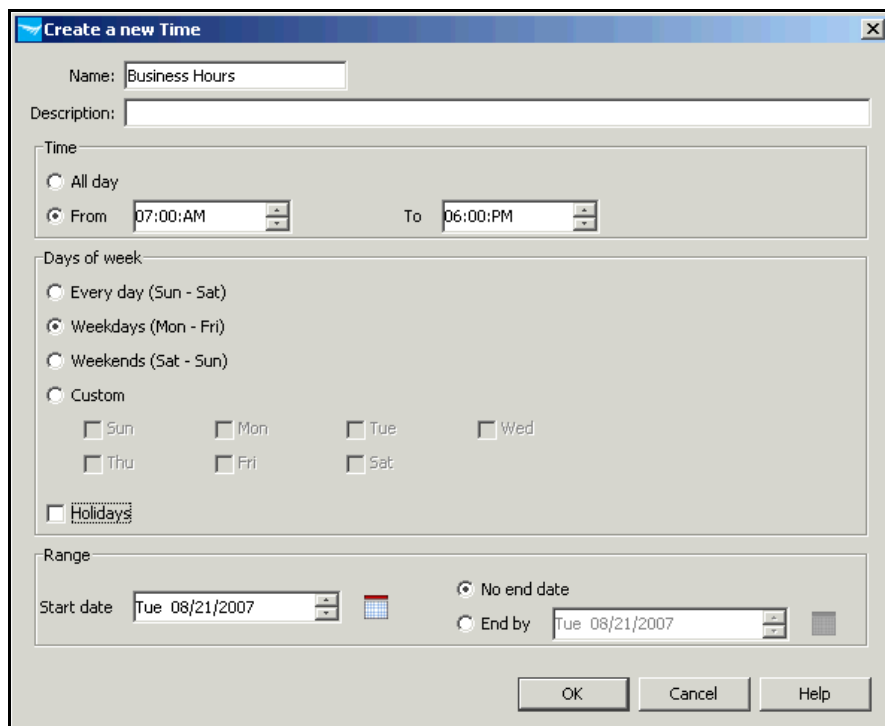 Create a new Time
Name: Business Hours
Description:
Time
All day
From 07:00:AM To 06:00:PM
Days of week
Every day (Sun - Sat)
Weekdays (Mon - Fri)
Weekends (Sat - Sun)
Custom
Sun Mon Tue Wed
Thu Fri Sat
Holidays
Range
Start date Tue 08/21/2007
No end date
End by Tue 08/21/2007
OK Cancel Help